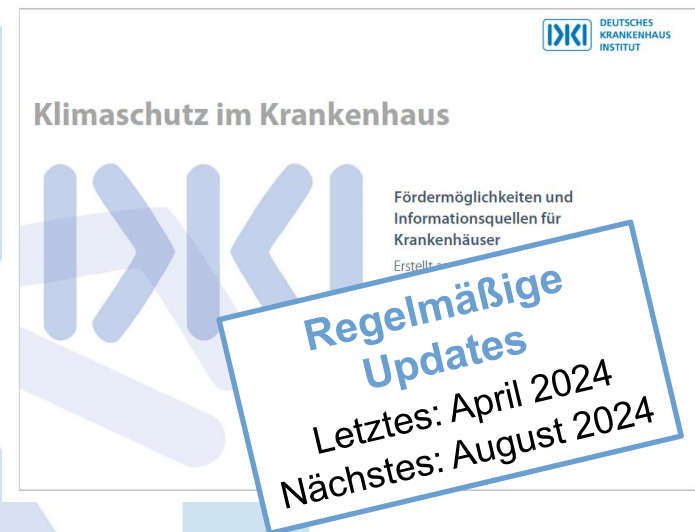 DEUTSCHES
KRANKENHAUS
INSTITUT
Klimaschutz im Krankenhaus
Fördermöglichkeiten und
Informationsquellen für
Krankenhäuser
Erstellt
Regelmäßige
Updates
Letztes: April 2024
Nächstes: August 2024